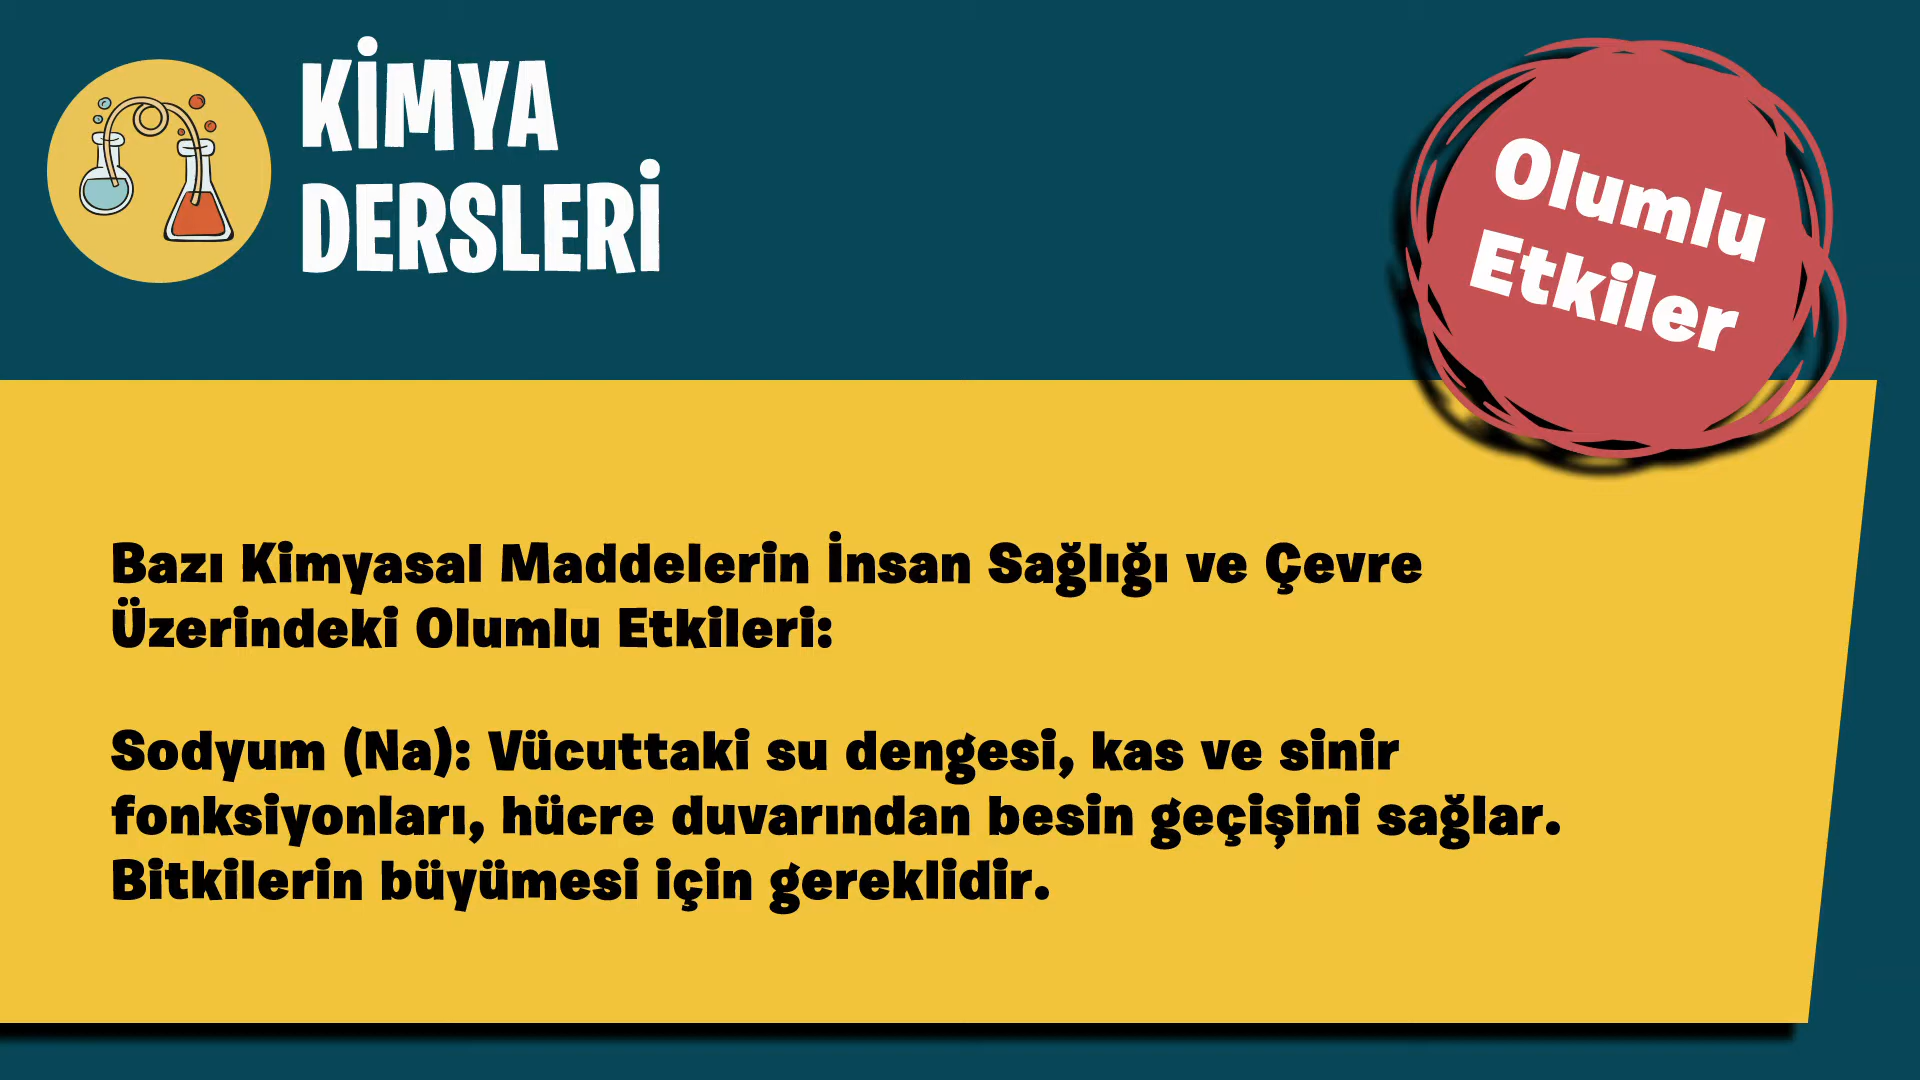 KİMYA
DERSLERİ
Olumlu
Etkiler
Bazı Kimyasal Maddelerin İnsan Sağlığı ve Çevre
Üzerindeki Olumlu Etkileri:
Sodyum (Na): Vücuttaki su dengesi, kas ve sinir
fonksiyonları, hücre duvarından besin geçişini sağlar.
Bitkilerin büyümesi için gereklidir.